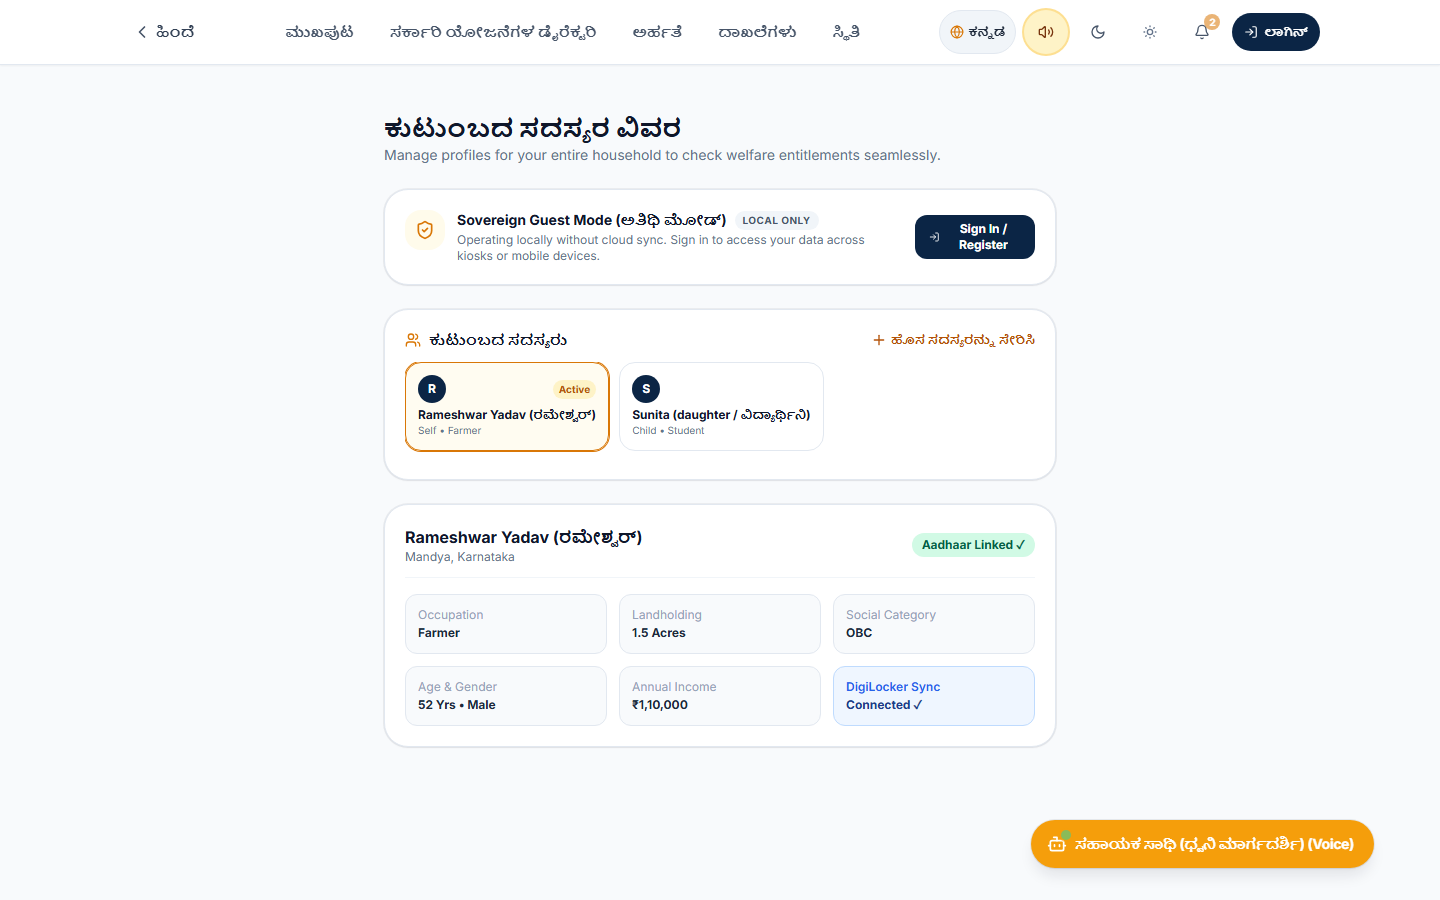 ಹಿಂದೆ
ಮುಖಪುಟ
ಸರ್ಕಾರಿ ಯೋಜನೆಗಳ ಡೈರೆಕ್ಟರಿ
ಅರ್ಹತೆ
ದಾಖಲೆಗಳು
ಸ್ಥಿತಿ
ಕನ್ನಡ
2
ಲಾಗಿನ್
ಕುಟುಂಬದ ಸದಸ್ಯರ ವಿವರ
Manage profiles for your entire household to check welfare entitlements seamlessly.
Sovereign Guest Mode (ಅತಿಥಿ ಮೋಡ್) LOCAL ONLY
Operating locally without cloud sync. Sign in to access your data across
kiosks or mobile devices.
Sign In /
Register
ಕುಟುಂಬದ ಸದಸ್ಯರು
+ ಹೊಸ ಸದಸ್ಯರನ್ನು ಸೇರಿಸಿ
R
Active
Rameshwar Yadav (ರಮೇಶ್ವರ್)
Self • Farmer
S
Sunita (daughter / ವಿದ್ಯಾರ್ಥಿನಿ)
Child • Student
Rameshwar Yadav (ರಮೇಶ್ವರ್)
Mandya, Karnataka
Aadhaar Linked ✓
Occupation
Farmer
Landholding
1.5 Acres
Social Category
OBC
Age & Gender
52 Yrs • Male
Annual Income
₹1,10,000
DigiLocker Sync
Connected ✓
ಸಹಾಯಕ ಸಾಥಿ (ಧ್ವನಿ ಮಾರ್ಗದರ್ಶಿ) (Voice)